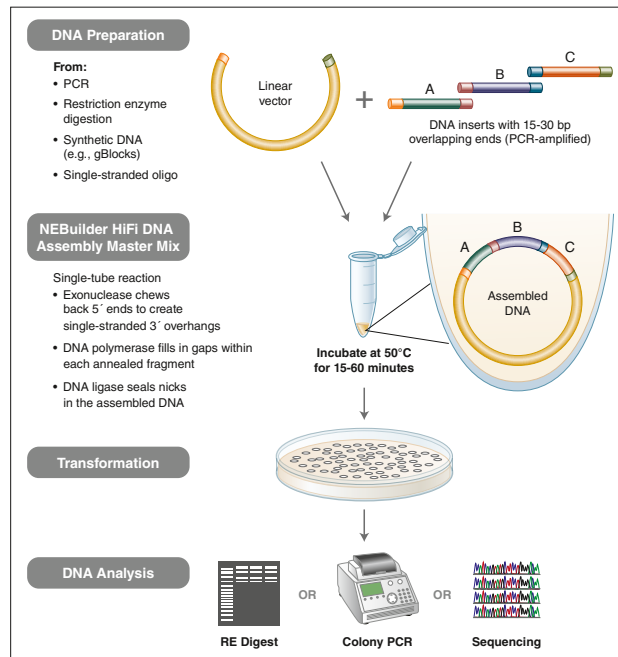 DNA Preparation
From:
• PCR
• Restriction enzyme
digestion
• Synthetic DNA
(e.g., gBlocks)
• Single-stranded oligo
Linear
vector
+
A
B
C
DNA inserts with 15-30 bp
overlapping ends (PCR-amplified)
NEBuilder HiFi DNA
Assembly Master Mix
Single-tube reaction
• Exonuclease chews
back 5´ ends to create
single-stranded 3´ overhangs
• DNA polymerase fills in gaps within
each annealed fragment
• DNA ligase seals nicks
in the assembled DNA
Incubate at 50°C
for 15-60 minutes
A
B
C
Assembled
DNA
Transformation
DNA Analysis
OR
OR
RE Digest
Colony PCR
Sequencing